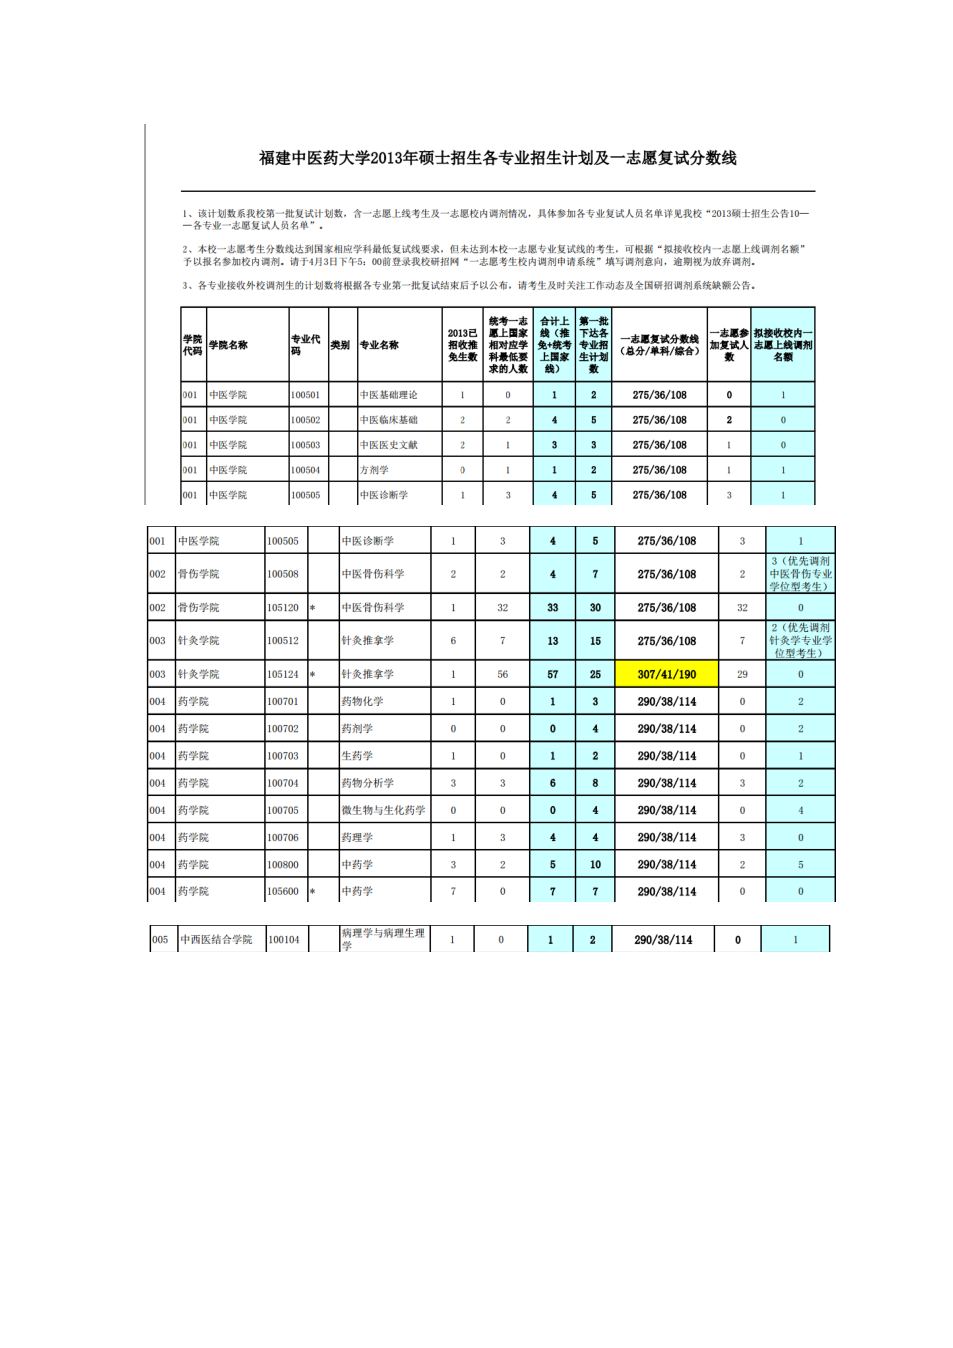 福建中医药大学2013年硕士招生各专业招生计划及一志愿复试分数线
1、该计划数系我校第一批复试计划数，含一志愿上线考生及一志愿校内调剂情况，具体参加各专业复试人员名单详见我校“2013硕士招生公告10—
—各专业一志愿复试人员名单”。
2、本校一志愿考生分数线达到国家相应学科最低复试线要求，但未达到本校一志愿专业复试线的考生，可根据“拟接收校内一志愿上线调剂名额”
予以报名参加校内调剂。请于4月3日下午5：00前登录我校研招网“一志愿考生校内调剂申请系统”填写调剂意向，逾期视为放弃调剂。
3、各专业接收外校调剂生的计划数将根据各专业第一批复试结束后予以公布，请考生及时关注工作动态及全国研招调剂系统缺额公告。
学院代码 学院名称 专业代码 类别 专业名称 2013已招收推免生数 统考一志愿上国家相对应学科最低要求的人数 合计上线（推免+统考上国家线） 第一批下达各专业招生计划数 一志愿复试分数线（总分/单科/综合） 一志愿参加复试人数 拟接收校内一志愿上线调剂名额
001 中医学院 100501 中医基础理论 1 0 1 2 275/36/108 0 1
001 中医学院 100502 中医临床基础 2 2 4 5 275/36/108 2 0
001 中医学院 100503 中医医史文献 2 1 3 3 275/36/108 1 0
001 中医学院 100504 方剂学 0 1 1 2 275/36/108 1 1
001 中医学院 100505 中医诊断学 1 3 4 5 275/36/108 3 1
001 中医学院 100505 中医诊断学 1 3 4 5 275/36/108 3 1
002 骨伤学院 100508 中医骨伤科学 2 2 4 7 275/36/108 2 3（优先调剂中医骨伤专业学位型考生）
002 骨伤学院 105120 * 中医骨伤科学 1 32 33 30 275/36/108 32 0
003 针灸学院 100512 针灸推拿学 6 7 13 15 275/36/108 7 2（优先调剂针灸学专业学位型考生）
003 针灸学院 105124 * 针灸推拿学 1 56 57 25 307/41/190 29 0
004 药学院 100701 药物化学 1 0 1 3 290/38/114 0 2
004 药学院 100702 药剂学 0 0 0 4 290/38/114 0 2
004 药学院 100703 生药学 1 0 1 2 290/38/114 0 1
004 药学院 100704 药物分析学 3 3 6 8 290/38/114 3 2
004 药学院 100705 微生物与生化药学 0 0 0 4 290/38/114 0 4
004 药学院 100706 药理学 1 3 4 4 290/38/114 3 0
004 药学院 100800 中药学 3 2 5 10 290/38/114 2 5
004 药学院 105600 * 中药学 7 0 7 7 290/38/114 0 0
005 中西医结合学院 100104 病理学与病理生理学 1 0 1 2 290/38/114 0 1